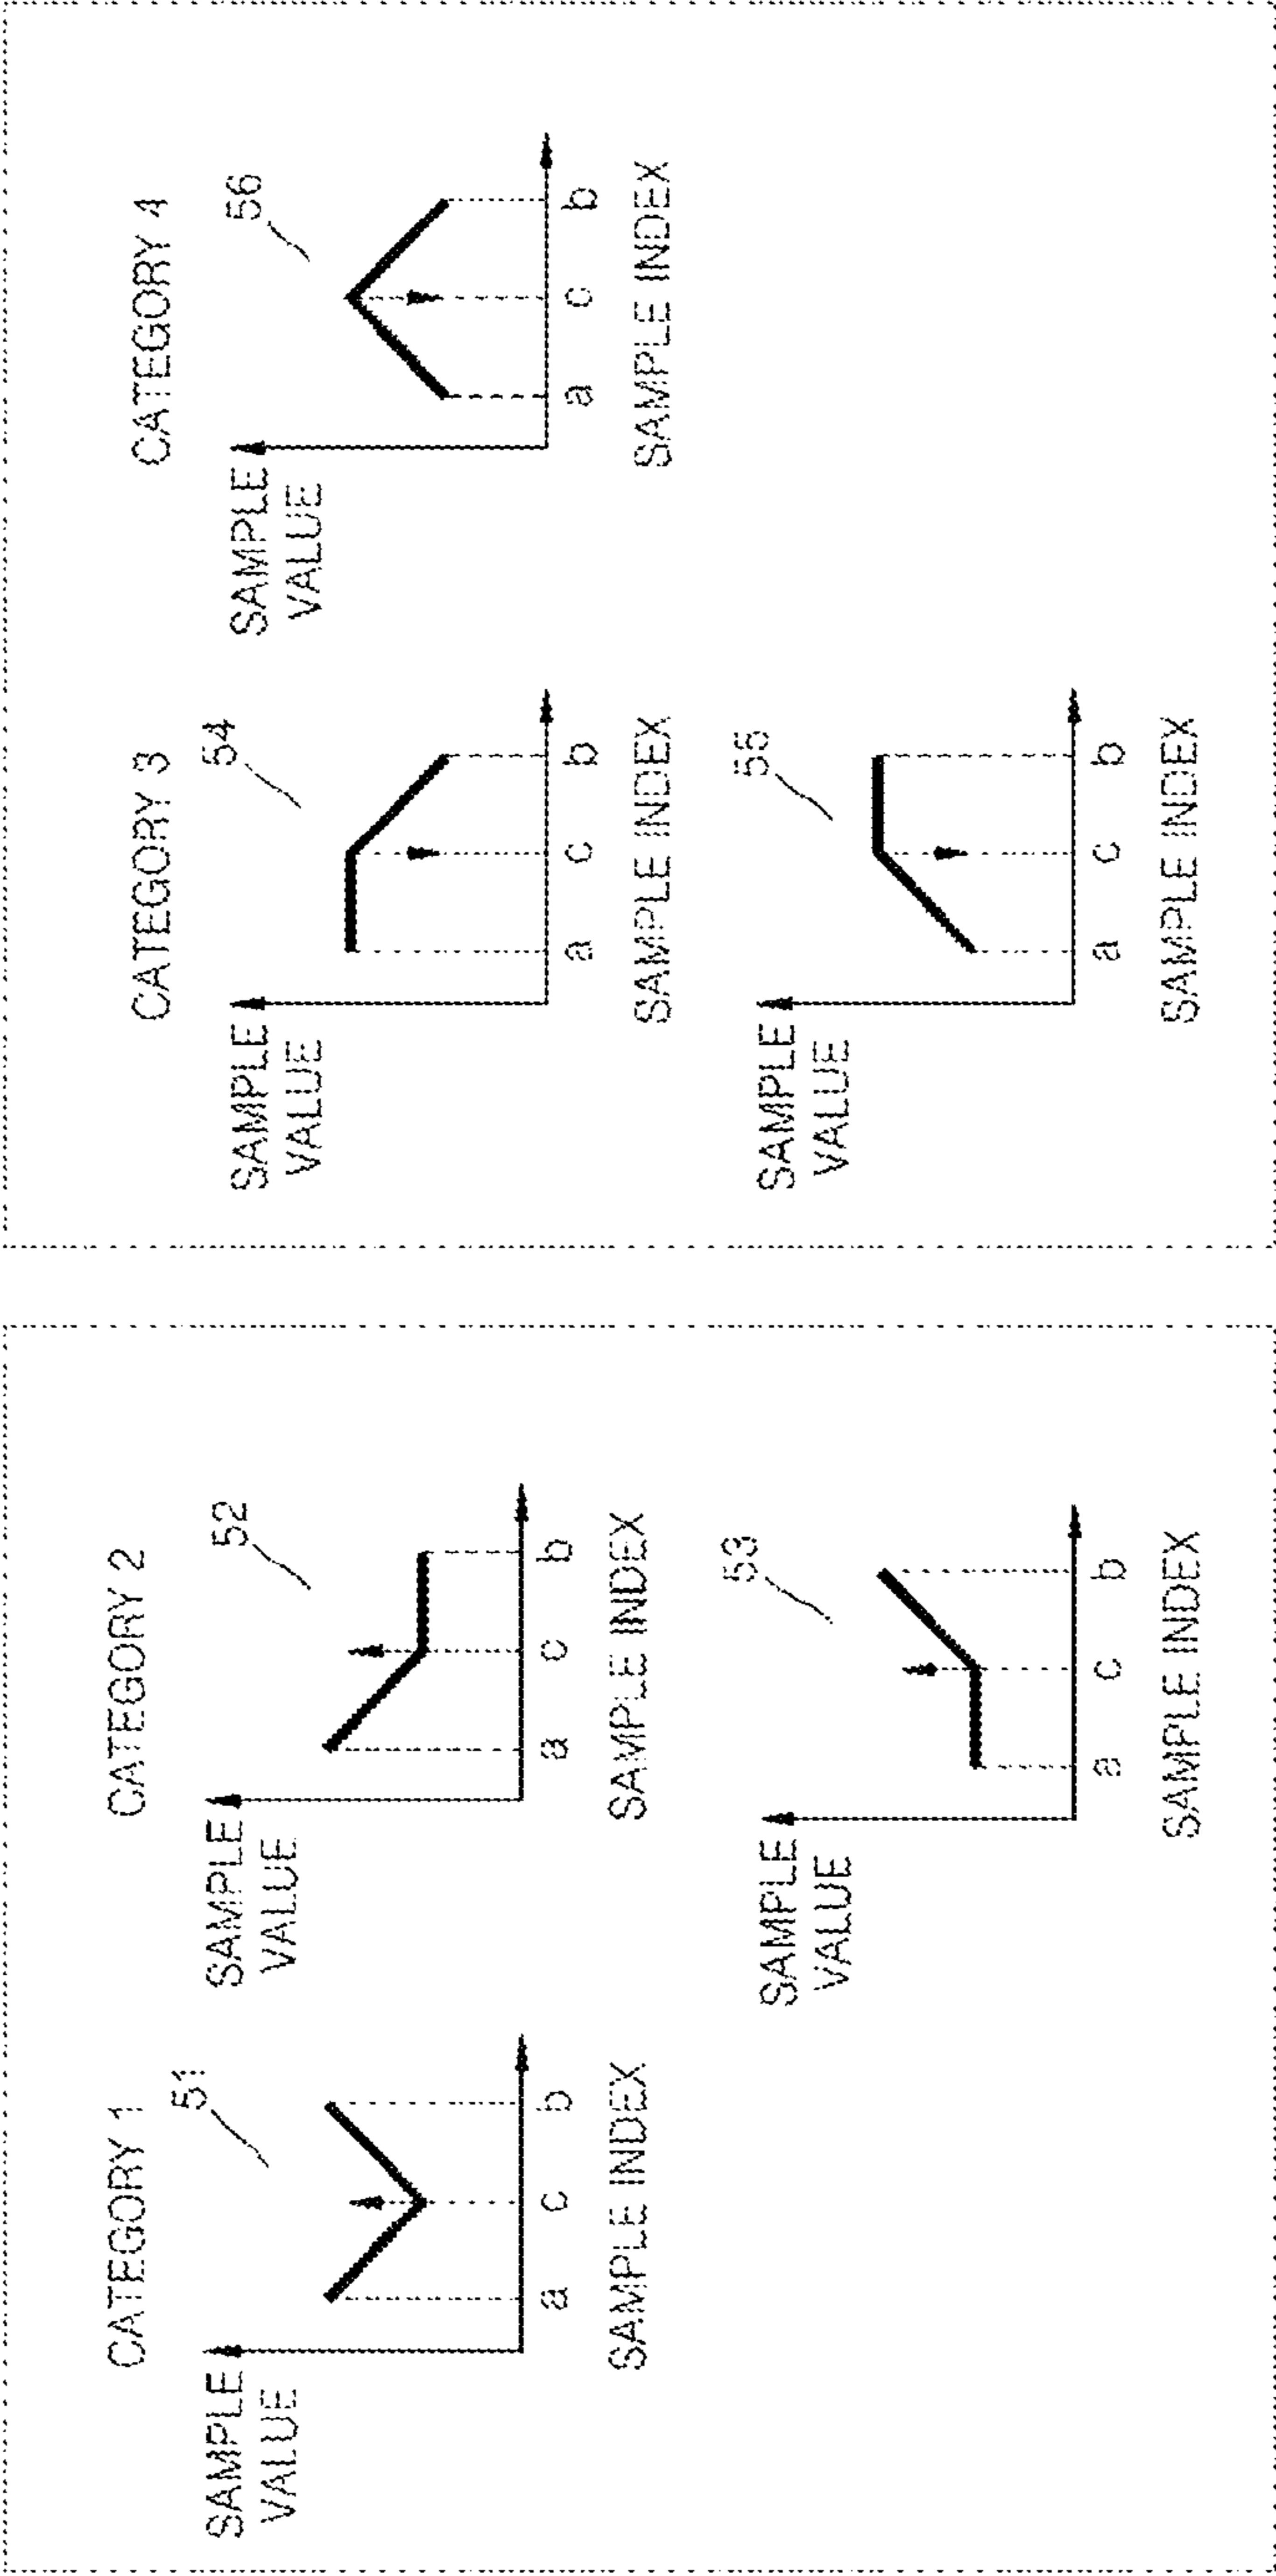 CATEGORY 1
51
SAMPLE
VALUE
a
c
b
SAMPLE INDEX
CATEGORY 2
52
SAMPLE
VALUE
a
c
b
SAMPLE INDEX
53
SAMPLE
VALUE
a
c
b
SAMPLE INDEX
CATEGORY 3
54
SAMPLE
VALUE
a
c
b
SAMPLE INDEX
55
SAMPLE
VALUE
a
c
b
SAMPLE INDEX
CATEGORY 4
56
SAMPLE
VALUE
a
c
b
SAMPLE INDEX